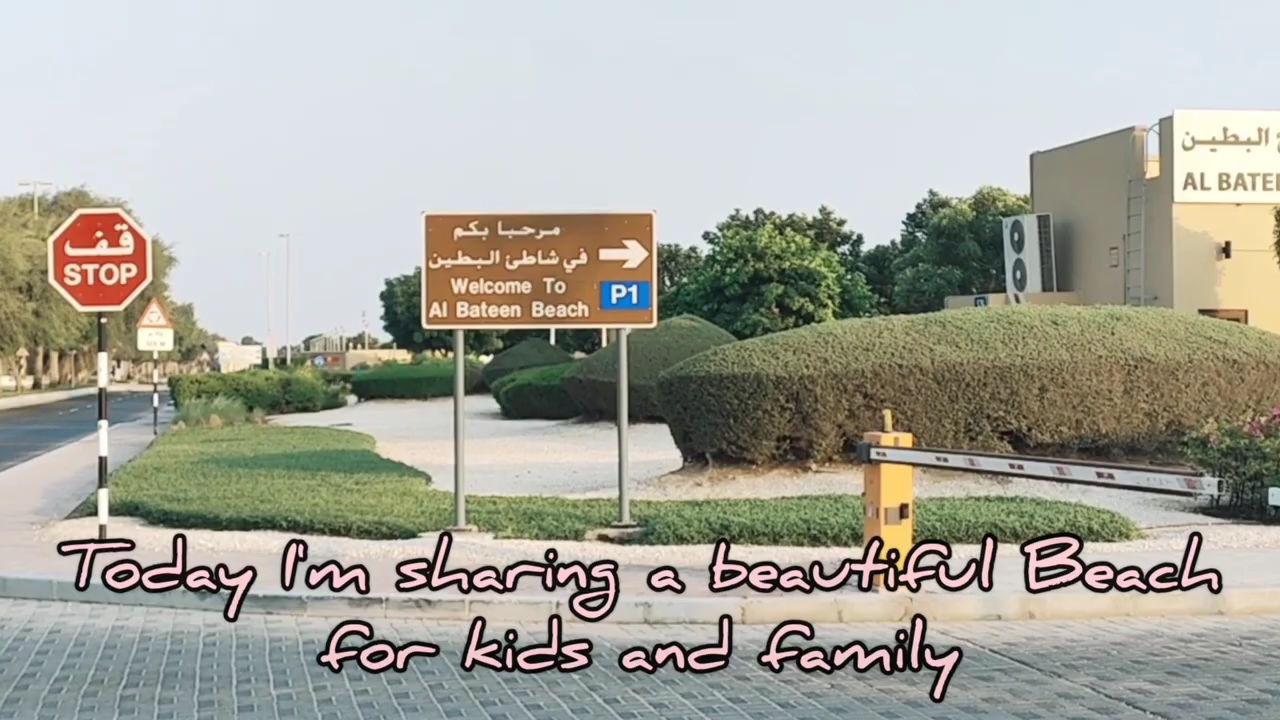 قف
STOP
مرحبا بكم
في شاطئ البطين
Welcome To
Al Bateen Beach
P1
البطين
AL BATEE
Today I'm sharing a beautiful Beach
for kids and family